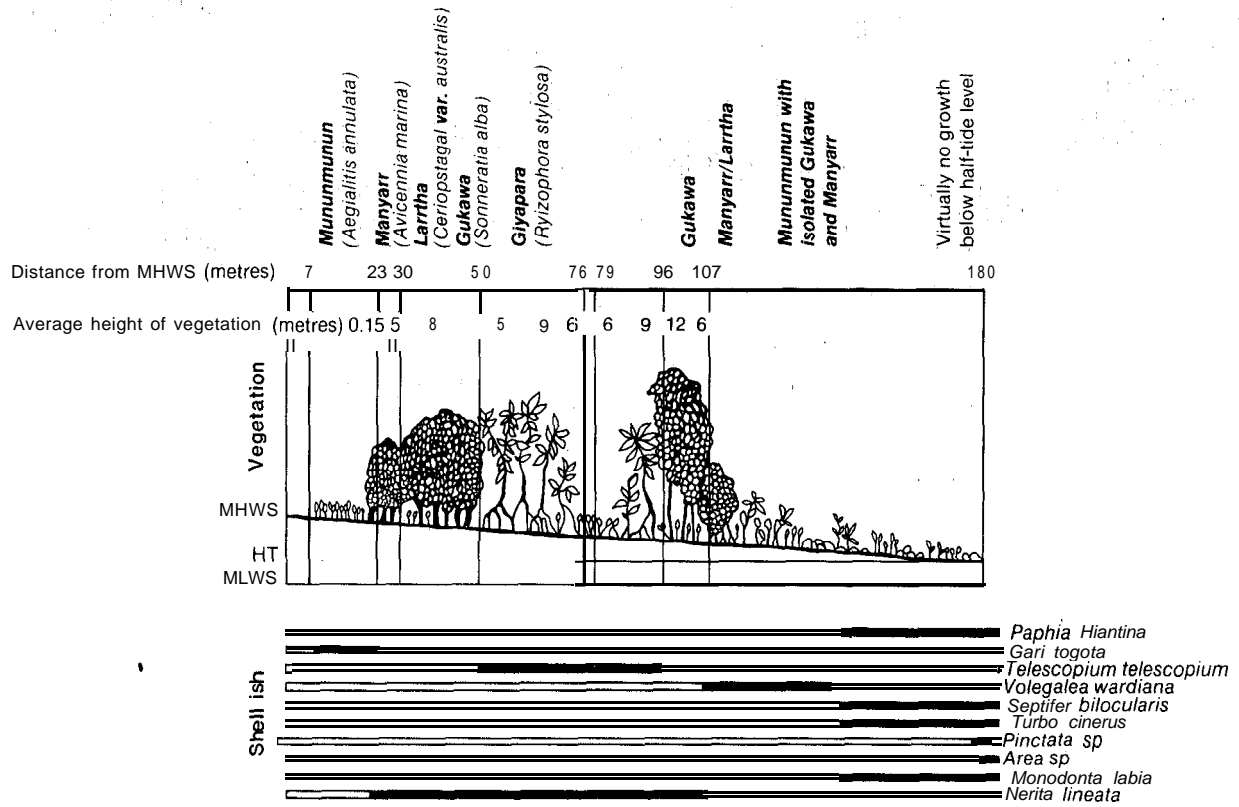 Mununmunun
(Aegialitis annulata)
Manyarr
(Avicennia marina)
Larrtha
(Ceriopstagal var. australis)
Gukawa
(Sonneratia alba)
Giyapara
(Ryizophora stylosa)
Gukawa
Manyarr/Larrtha
Mununmunun with
isolated Gukawa
and Manyarr
Virtually no growth
below half-tide level
Distance from MHWS (metres) 7 23 30 50 76 79 96 107 180
Average height of vegetation (metres) 0.15 5 8 5 9 6 6 9 12 6
Vegetation
MHWS
HT
MLWS
Shell ish
Paphia Hiantina
Gari togota
Telescopium telescopium
Volegalea wardiana
Septifer bilocularis
Turbo cinerus
Pinctata sp
Area sp
Monodonta labia
Nerita lineata